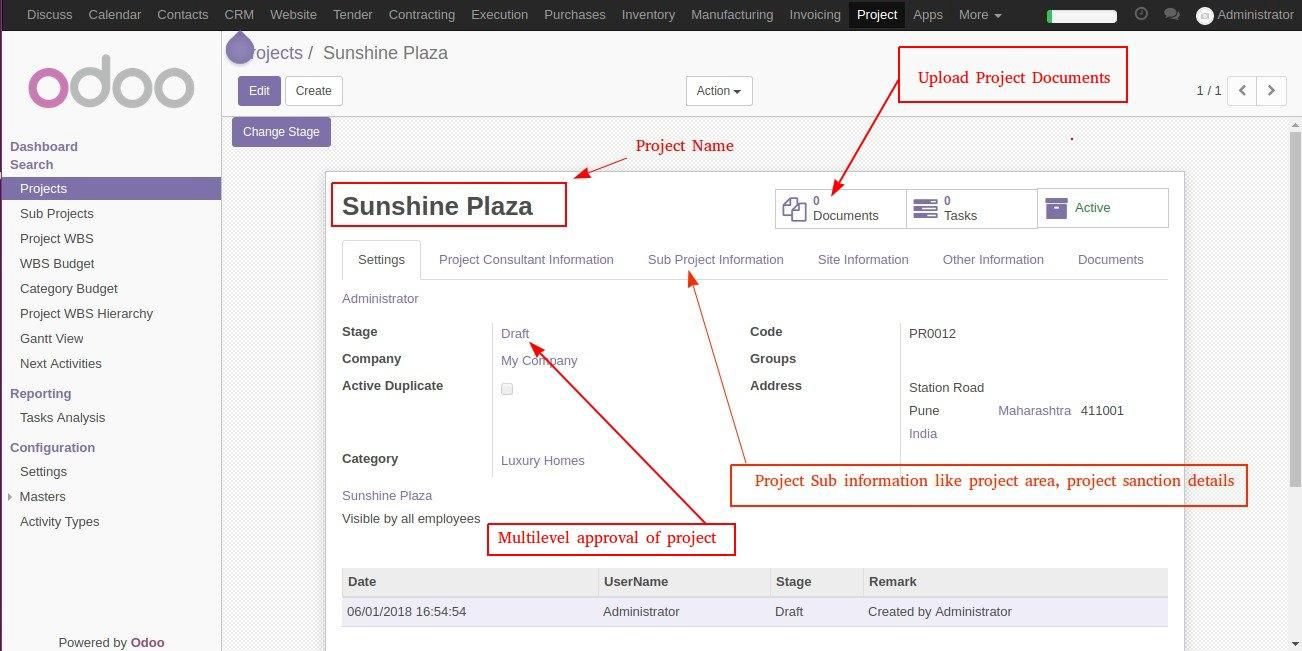 Discuss Calendar Contacts CRM Website Tender Contracting Execution Purchases Inventory Manufacturing Invoicing Project Apps More Administrator
odoo
Dashboard
Search
Projects
Sub Projects
Project WBS
WBS Budget
Category Budget
Project WBS Hierarchy
Gantt View
Next Activities
Reporting
Tasks Analysis
Configuration
Settings
Masters
Activity Types
Powered by Odoo
rojects / Sunshine Plaza
Edit Create Action 1 / 1
Upload Project Documents
Change Stage
Project Name
Sunshine Plaza
0 Documents
0 Tasks
Active
Settings Project Consultant Information Sub Project Information Site Information Other Information Documents
Administrator
Stage Draft
Company My Company
Active Duplicate
Category Luxury Homes
Code PR0012
Groups
Address Station Road
Pune Maharashtra 411001
India
Project Sub information like project area, project sanction details
Sunshine Plaza
Visible by all employees
Multilevel approval of project
Date UserName Stage Remark
06/01/2018 16:54:54 Administrator Draft Created by Administrator